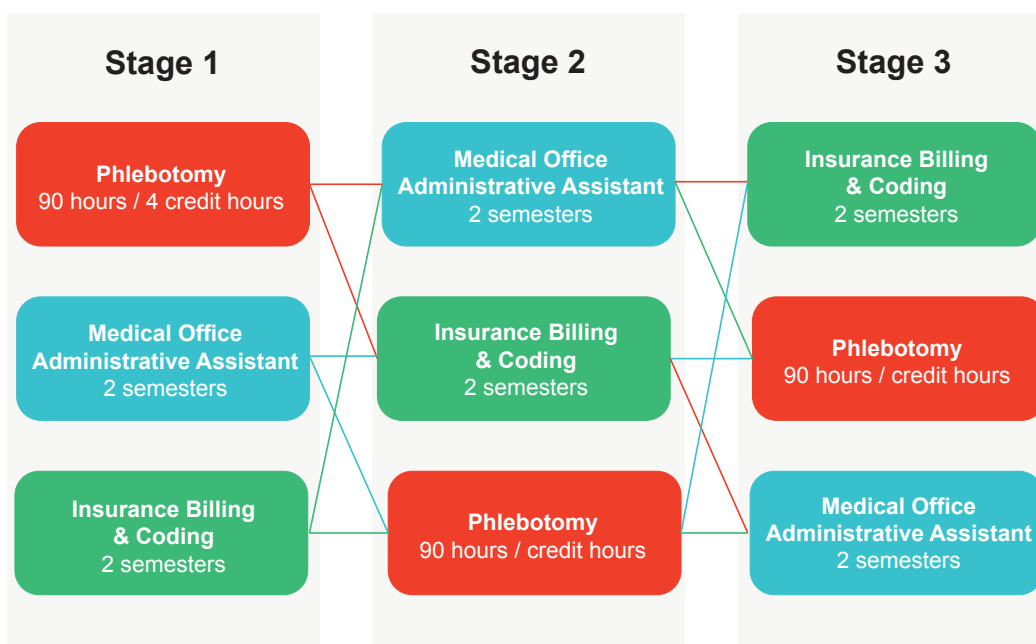 Stage 1
Phlebotomy
90 hours / 4 credit hours
Medical Office
Administrative Assistant
2 semesters
Insurance Billing
& Coding
2 semesters
Stage 2
Medical Office
Administrative Assistant
2 semesters
Insurance Billing
& Coding
2 semesters
Phlebotomy
90 hours / credit hours
Stage 3
Insurance Billing
& Coding
2 semesters
Phlebotomy
90 hours / credit hours
Medical Office
Administrative Assistant
2 semesters